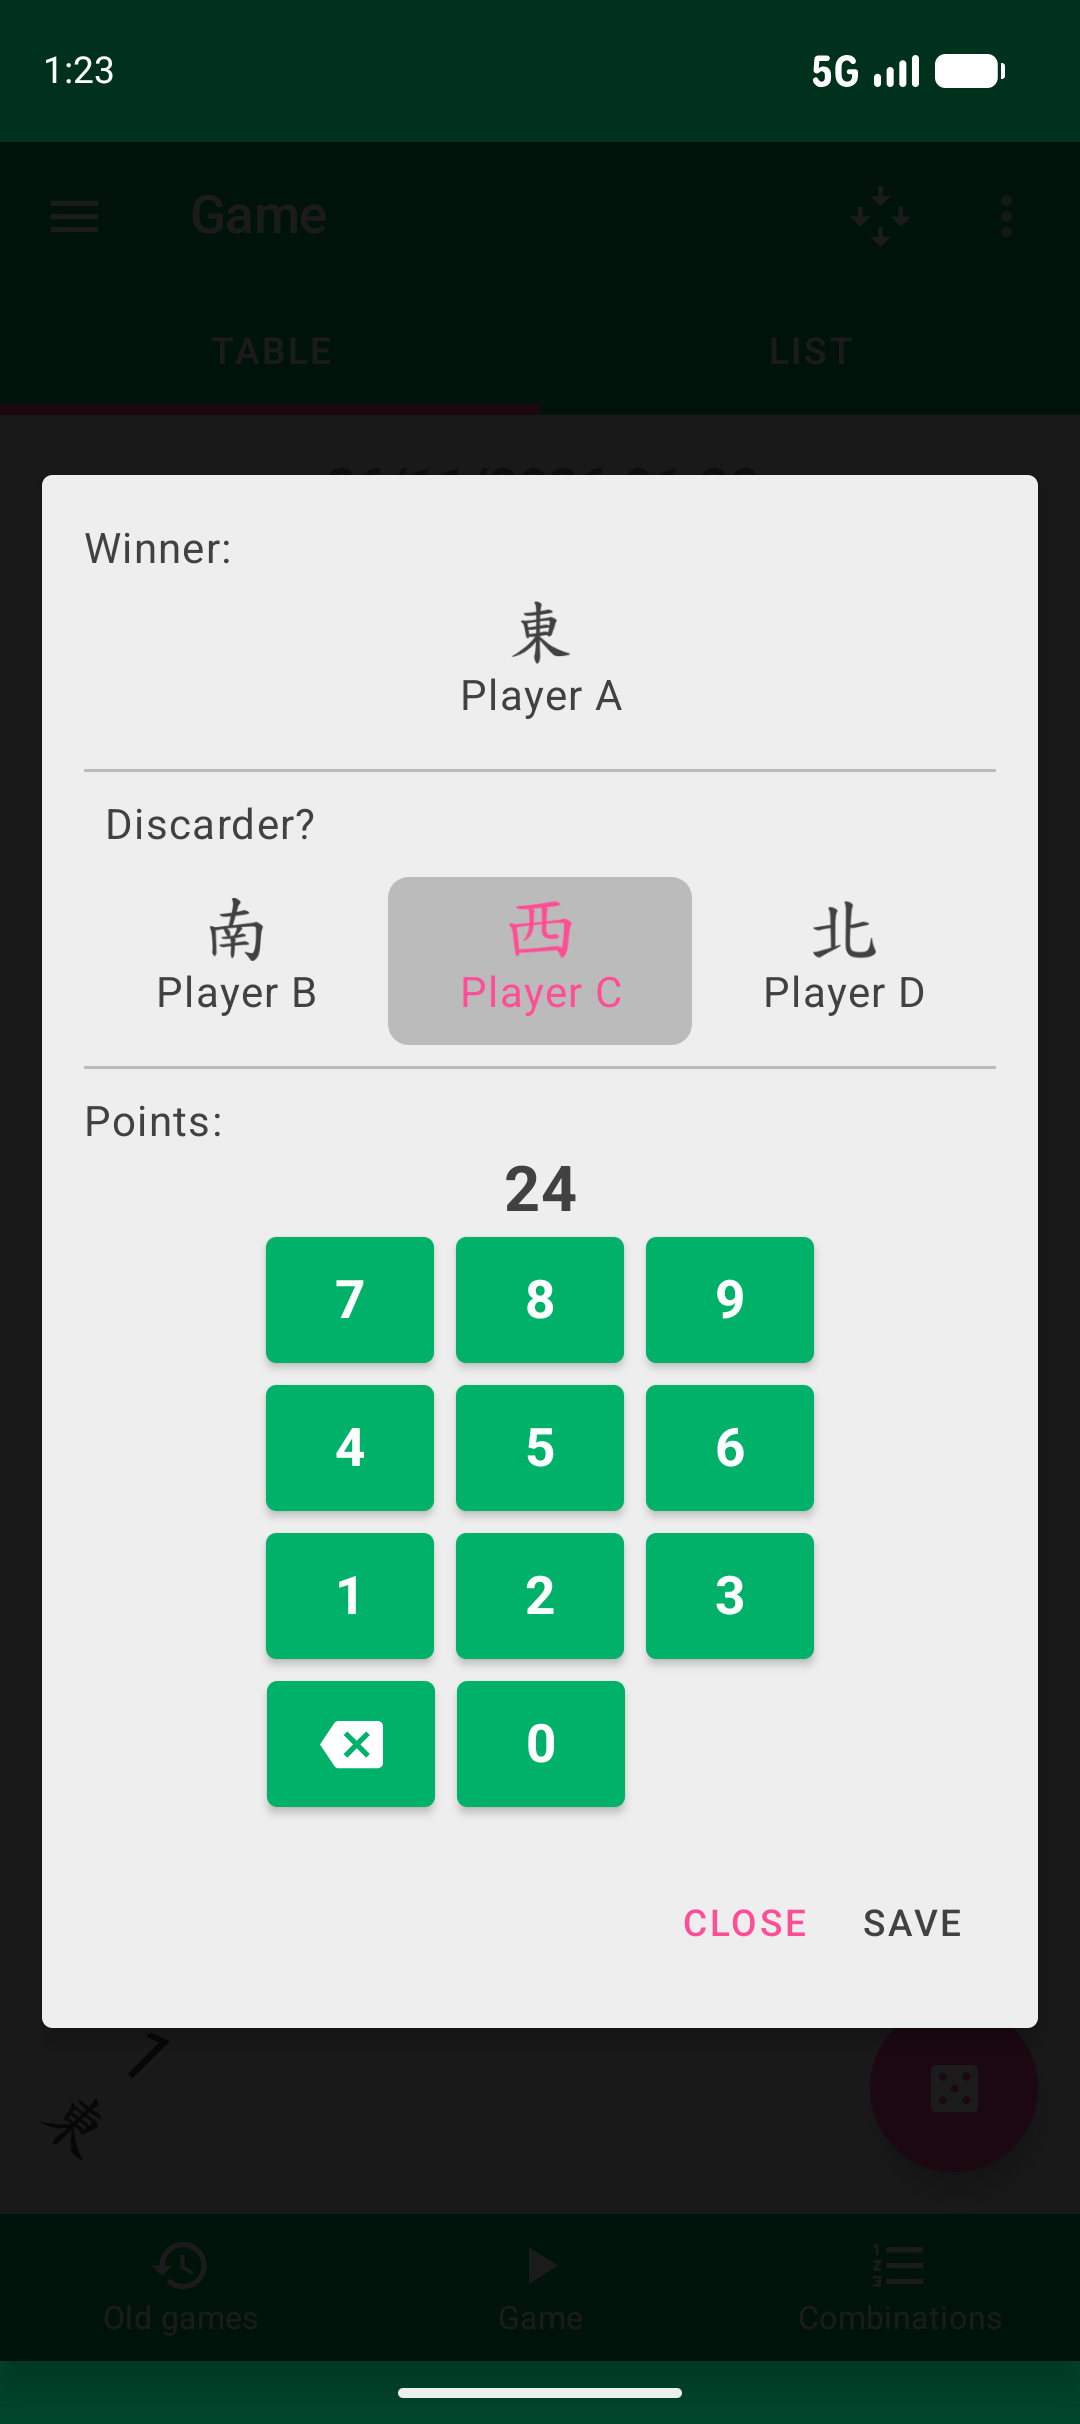 1:23
5G
Game
TABLE
LIST
Winner:
東
Player A
Discarder?
南
西
北
Player B
Player C
Player D
Points:
24
7
8
9
4
5
6
1
2
3
0
CLOSE
SAVE
東
Old games
Game
Combinations